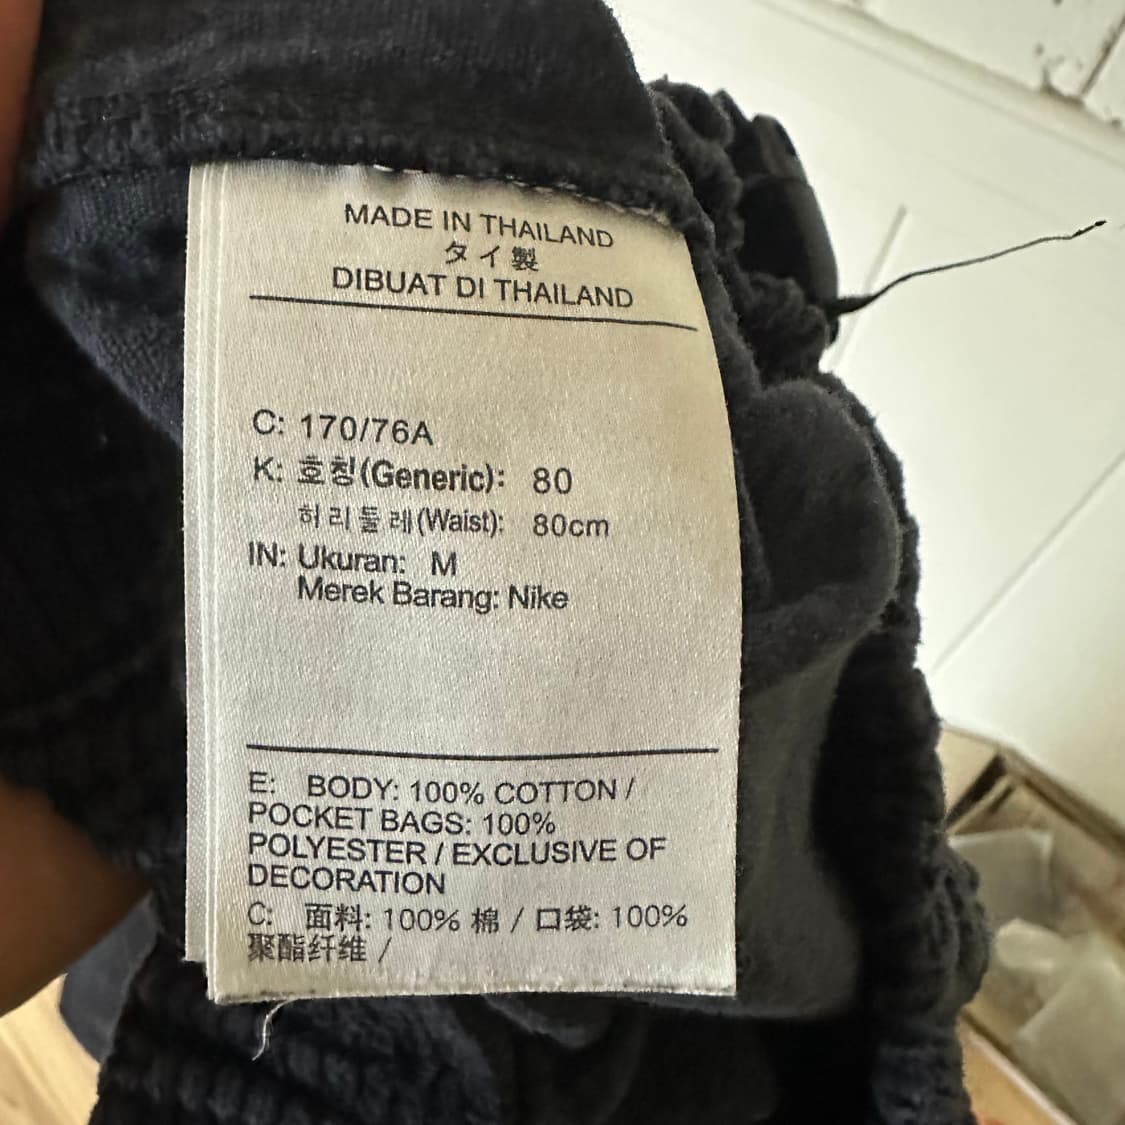 MADE IN THAILAND
タイ製
DIBUAT DI THAILAND
C: 170/76A
K: 호칭(Generic): 80
허리둘레(Waist): 80cm
IN: Ukuran: M
Merek Barang: Nike
E: BODY: 100% COTTON /
POCKET BAGS: 100%
POLYESTER / EXCLUSIVE OF
DECORATION
C: 面料: 100% 棉 / 口袋: 100%
聚酯纤维 /